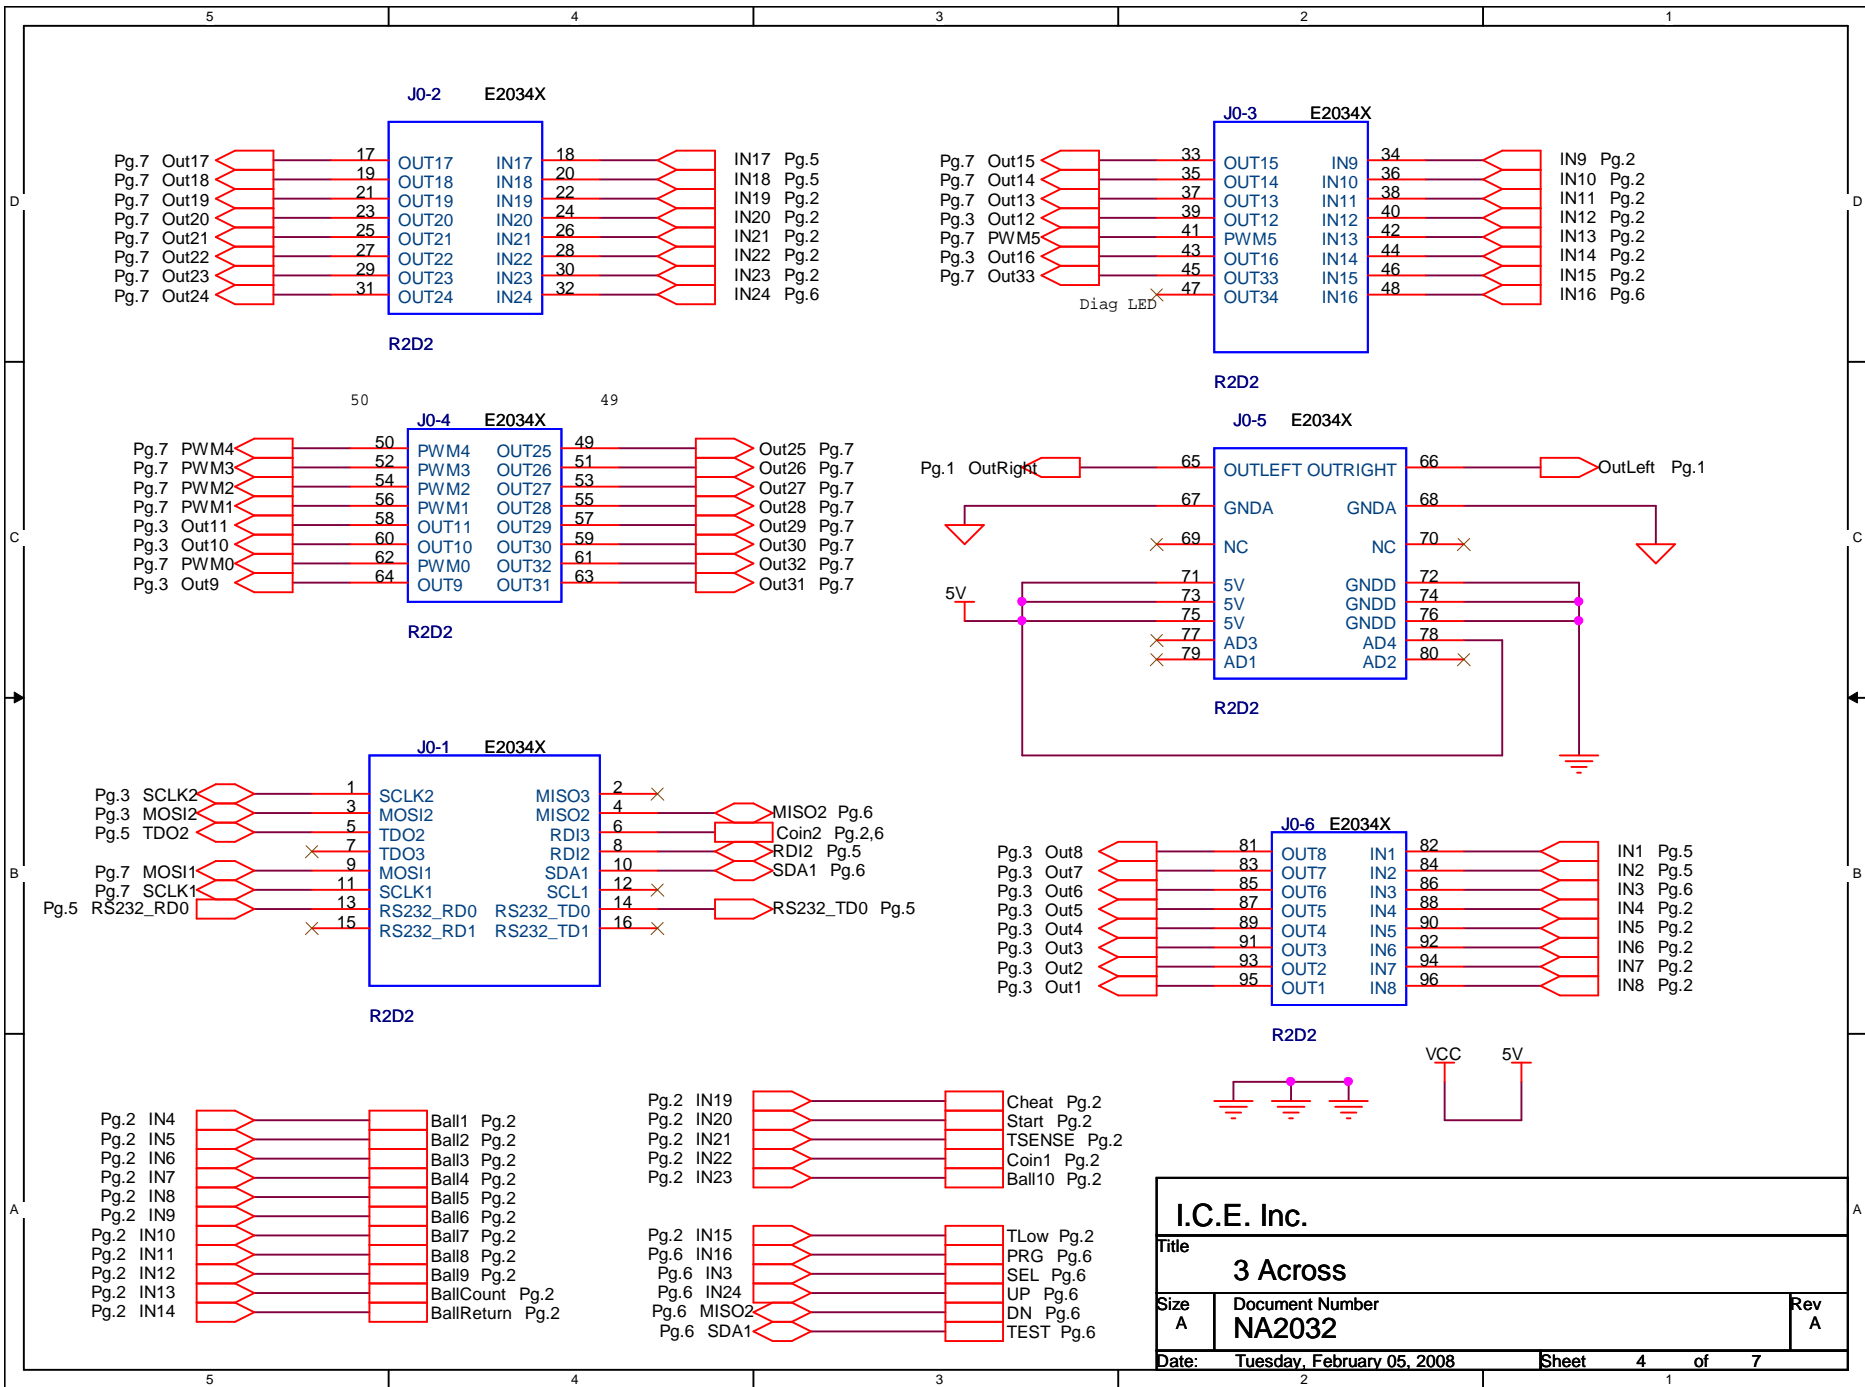 5 4 3 2 1
D D
C C
B B
A A
J0-2 E2034X
Pg.7 Out17 17 OUT17 IN17 18 IN17 Pg.5
Pg.7 Out18 19 OUT18 IN18 20 IN18 Pg.5
Pg.7 Out19 21 OUT19 IN19 22 IN19 Pg.2
Pg.7 Out20 23 OUT20 IN20 24 IN20 Pg.2
Pg.7 Out21 25 OUT21 IN21 26 IN21 Pg.2
Pg.7 Out22 27 OUT22 IN22 28 IN22 Pg.2
Pg.7 Out23 29 OUT23 IN23 30 IN23 Pg.2
Pg.7 Out24 31 OUT24 IN24 32 IN24 Pg.6
R2D2
J0-3 E2034X
Pg.7 Out15 33 OUT15 IN9 34 IN9 Pg.2
Pg.7 Out14 35 OUT14 IN10 36 IN10 Pg.2
Pg.7 Out13 37 OUT13 IN11 38 IN11 Pg.2
Pg.3 Out12 39 OUT12 IN12 40 IN12 Pg.2
Pg.7 PWM5 41 PWM5 IN13 42 IN13 Pg.2
Pg.3 Out16 43 OUT16 IN14 44 IN14 Pg.2
Pg.7 Out33 45 OUT33 IN15 46 IN15 Pg.2
Diag LED 47 OUT34 IN16 48 IN16 Pg.6
R2D2
50 49
J0-4 E2034X
Pg.7 PWM4 50 PWM4 OUT25 49 Out25 Pg.7
Pg.7 PWM3 52 PWM3 OUT26 51 Out26 Pg.7
Pg.7 PWM2 54 PWM2 OUT27 53 Out27 Pg.7
Pg.7 PWM1 56 PWM1 OUT28 55 Out28 Pg.7
Pg.3 Out11 58 OUT11 OUT29 57 Out29 Pg.7
Pg.3 Out10 60 OUT10 OUT30 59 Out30 Pg.7
Pg.7 PWM0 62 PWM0 OUT32 61 Out32 Pg.7
Pg.3 Out9 64 OUT9 OUT31 63 Out31 Pg.7
R2D2
J0-5 E2034X
Pg.1 OutRight 65 OUTLEFT OUTRIGHT 66 OutLeft Pg.1
67 GNDA GNDA 68
69 NC NC 70
71 5V GNDD 72
5V 73 5V GNDD 74
75 5V GNDD 76
77 AD3 AD4 78
79 AD1 AD2 80
R2D2
J0-1 E2034X
Pg.3 SCLK2 1 SCLK2 MISO3 2
Pg.3 MOSI2 3 MOSI2 MISO2 4 MISO2 Pg.6
Pg.5 TDO2 5 TDO2 RDI3 6 Coin2 Pg.2,6
7 TDO3 RDI2 8 RDI2 Pg.5
Pg.7 MOSI1 9 MOSI1 SDA1 10 SDA1 Pg.6
Pg.7 SCLK1 11 SCLK1 SCL1 12
Pg.5 RS232_RD0 13 RS232_RD0 RS232_TD0 14 RS232_TD0 Pg.5
15 RS232_RD1 RS232_TD1 16
R2D2
J0-6 E2034X
Pg.3 Out8 81 OUT8 IN1 82 IN1 Pg.5
Pg.3 Out7 83 OUT7 IN2 84 IN2 Pg.5
Pg.3 Out6 85 OUT6 IN3 86 IN3 Pg.6
Pg.3 Out5 87 OUT5 IN4 88 IN4 Pg.2
Pg.3 Out4 89 OUT4 IN5 90 IN5 Pg.2
Pg.3 Out3 91 OUT3 IN6 92 IN6 Pg.2
Pg.3 Out2 93 OUT2 IN7 94 IN7 Pg.2
Pg.3 Out1 95 OUT1 IN8 96 IN8 Pg.2
R2D2
VCC 5V
Pg.2 IN4 Ball1 Pg.2
Pg.2 IN5 Ball2 Pg.2
Pg.2 IN6 Ball3 Pg.2
Pg.2 IN7 Ball4 Pg.2
Pg.2 IN8 Ball5 Pg.2
Pg.2 IN9 Ball6 Pg.2
Pg.2 IN10 Ball7 Pg.2
Pg.2 IN11 Ball8 Pg.2
Pg.2 IN12 Ball9 Pg.2
Pg.2 IN13 BallCount Pg.2
Pg.2 IN14 BallReturn Pg.2
Pg.2 IN19 Cheat Pg.2
Pg.2 IN20 Start Pg.2
Pg.2 IN21 TSENSE Pg.2
Pg.2 IN22 Coin1 Pg.2
Pg.2 IN23 Ball10 Pg.2
Pg.2 IN15 TLow Pg.2
Pg.6 IN16 PRG Pg.6
Pg.6 IN3 SEL Pg.6
Pg.6 IN24 UP Pg.6
Pg.6 MISO2 DN Pg.6
Pg.6 SDA1 TEST Pg.6
I.C.E. Inc.
Title
3 Across
Size Document Number Rev
A NA2032 A
Date: Tuesday, February 05, 2008 Sheet 4 of 7
5 4 3 2 1